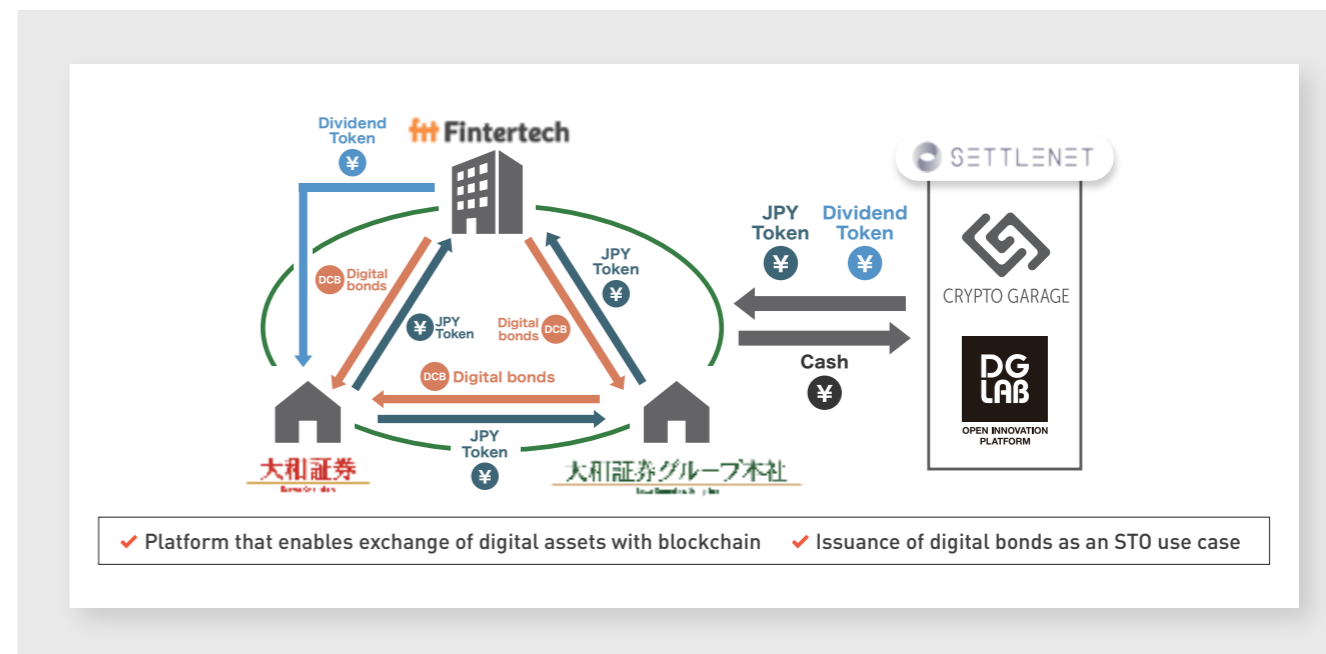 Dividend
Token
¥
Fintertech
SETTLENET
JPY
Token
¥
Dividend
Token
¥
CRYPTO GARAGE
DG
LAB
OPEN INNOVATION
PLATFORM
Cash
¥
DCB Digital
bonds
JPY
Token
¥
¥ JPY
Token
Digital
bonds DCB
DCB Digital bonds
JPY
Token
¥
大和証券
大和証券グループ本社
✓ Platform that enables exchange of digital assets with blockchain ✓ Issuance of digital bonds as an STO use case